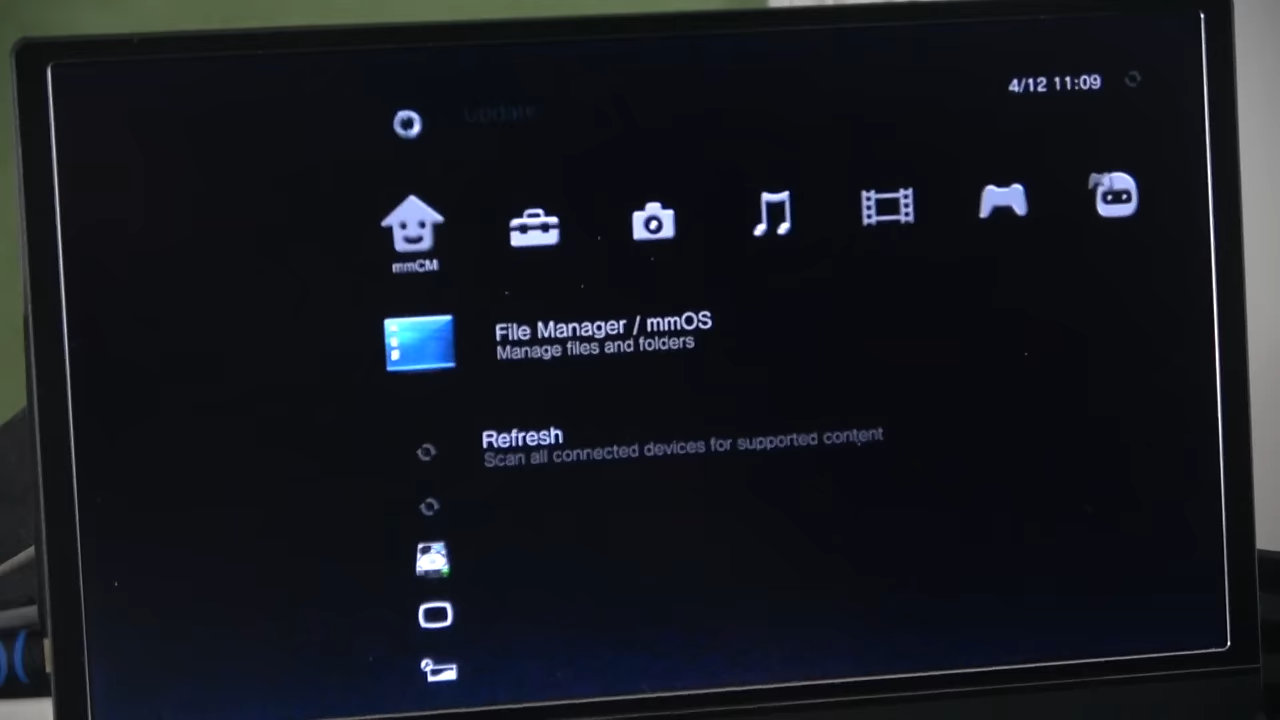 4/12 11:09
Update
mmCM
File Manager / mmOS
Manage files and folders
Refresh
Scan all connected devices for supported content